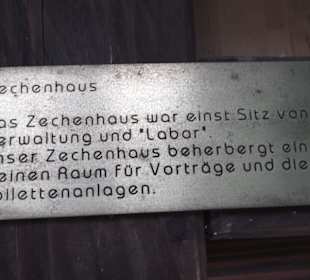 echenhaus
as Zechenhaus war einst Sitz von
erwaltung und "Labor".
nser Zechenhaus beherbergt ein
einen Raum für Vorträge und die
oilettenanlagen.